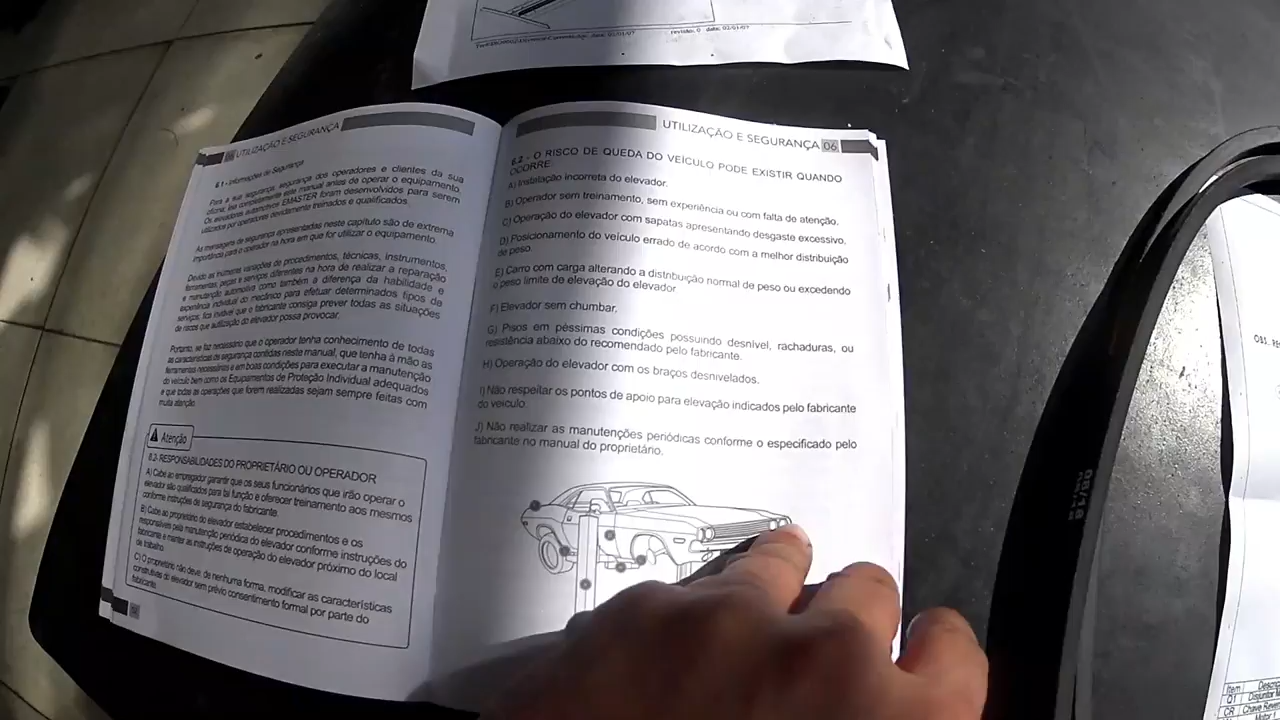 revisão: 0 data: 02/01/07
UTILIZAÇÃO E SEGURANÇA
6.1 - Informações de Segurança
Para a sua segurança, segurança dos operadores e clientes da sua
oficina, leia completamente este manual antes de operar o equipamento.
Os elevadores automotivos EMASTER foram desenvolvidos para serem
utilizados por operadores devidamente treinados e qualificados.
As mensagens de segurança apresentadas neste capítulo são de extrema
importância para o operador na hora em que for utilizar o equipamento.
Devido as inúmeras variações de procedimentos, técnicas, instrumentos,
ferramentas, peças e serviços diferentes na hora de realizar a reparação
e manutenção automotiva como também a diferença da habilidade e
experiência individual do mecânico para efetuar determinados tipos de
serviços, fica inviável que o fabricante consiga prever todas as situações
de riscos que autilização do elevador possa provocar.
Portanto, se faz necessário que o operador tenha conhecimento de todas
as características de segurança contidas neste manual, que tenha à mão as
ferramentas necessárias e em boas condições para executar a manutenção
do veículo bem como os Equipamentos de Proteção Individual adequados
e que todas as operações que forem realizadas sejam sempre feitas com
muita atenção.
Atenção
6.2- RESPONSABILIDADES DO PROPRIETÁRIO OU OPERADOR
A) Cabe ao empregador garantir que os seus funcionários que irão operar o
elevador são qualificados para tal função e oferecer treinamento aos mesmos
conforme instruções de segurança do fabricante.
B) Cabe ao proprietário do elevador estabelecer procedimentos e os
responsáveis pela manutenção periódica do elevador conforme instruções do
fabricante e manter as instruções de operação do elevador próximo do local
de trabalho.
C) O proprietário não deve, de nenhuma forma, modificar as características
construtivas do elevador sem prévio consentimento formal por parte do
fabricante.
UTILIZAÇÃO E SEGURANÇA 06
6.2 - O RISCO DE QUEDA DO VEÍCULO PODE EXISTIR QUANDO
OCORRE:
A) Instalação incorreta do elevador.
B) Operador sem treinamento, sem experiência ou com falta de atenção.
C) Operação do elevador com sapatas apresentando desgaste excessivo.
D) Posicionamento do veículo errado de acordo com a melhor distribuição
de peso.
E) Carro com carga alterando a distribuição normal de peso ou excedendo
o peso limite de elevação do elevador
F) Elevador sem chumbar.
G) Pisos em péssimas condições possuindo desnível, rachaduras, ou
resistência abaixo do recomendado pelo fabricante.
H) Operação do elevador com os braços desnivelados.
I) Não respeitar os pontos de apoio para elevação indicados pelo fabricante
do veículo.
J) Não realizar as manutenções periódicas conforme o especificado pelo
fabricante no manual do proprietário.
08/16
Item Descriç
Q1 Disjuntor M
CR Chave Rever